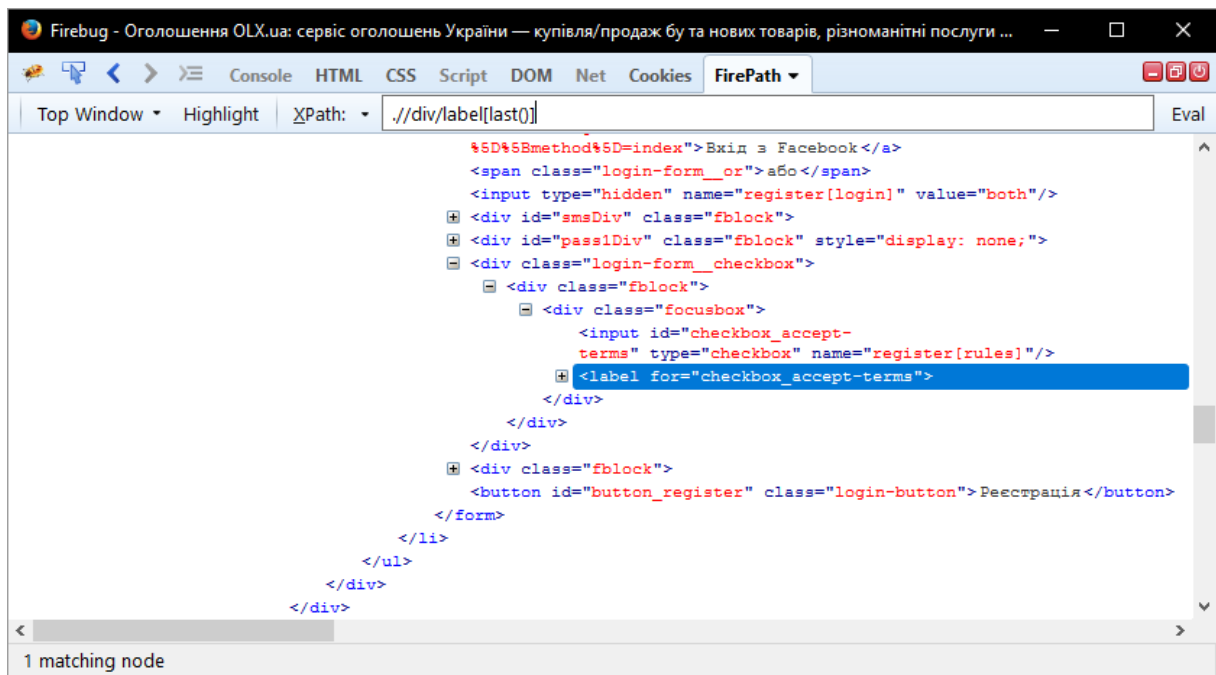 Firebug - Оголошення OLX.ua: сервіс оголошень України — купівля/продаж бу та нових товарів, різноманітні послуги ...
Console HTML CSS Script DOM Net Cookies FirePath
Top Window Highlight XPath: .//div/label[last()] Eval
%5D%5Bmethod%5D=index">Вхід з Facebook</a>
<span class="login-form__or">або</span>
<input type="hidden" name="register[login]" value="both"/>
<div id="smsDiv" class="fblock">
<div id="pass1Div" class="fblock" style="display: none;">
<div class="login-form__checkbox">
<div class="fblock">
<div class="focusbox">
<input id="checkbox_accept-
terms" type="checkbox" name="register[rules]"/>
<label for="checkbox_accept-terms">
</div>
</div>
</div>
<div class="fblock">
<button id="button_register" class="login-button">Реєстрація</button>
</form>
</li>
</ul>
</div>
</div>
1 matching node